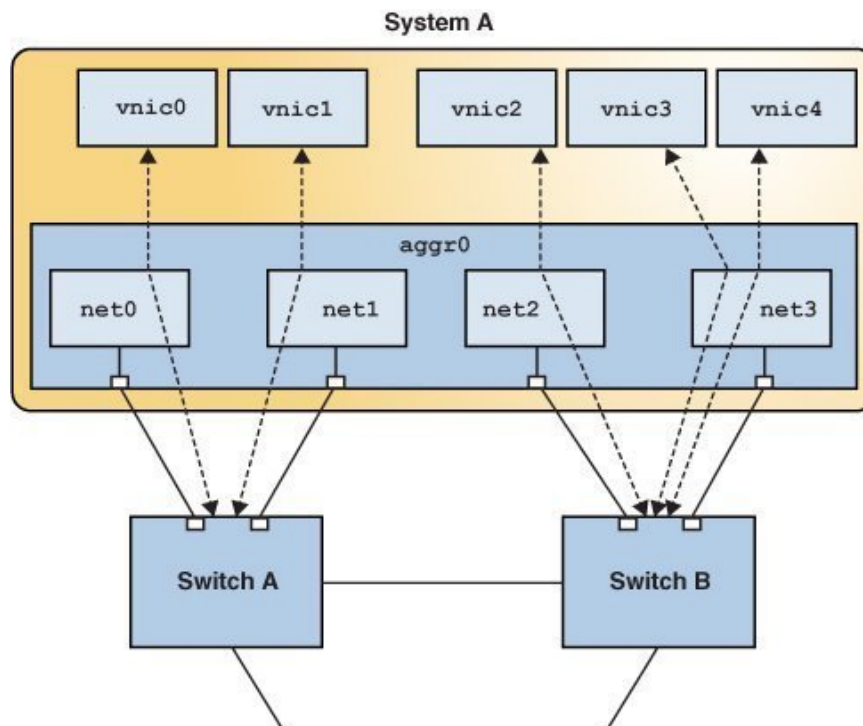 System A
vnic0 vnic1 vnic2 vnic3 vnic4
aggr0
net0 net1 net2 net3
Switch A Switch B